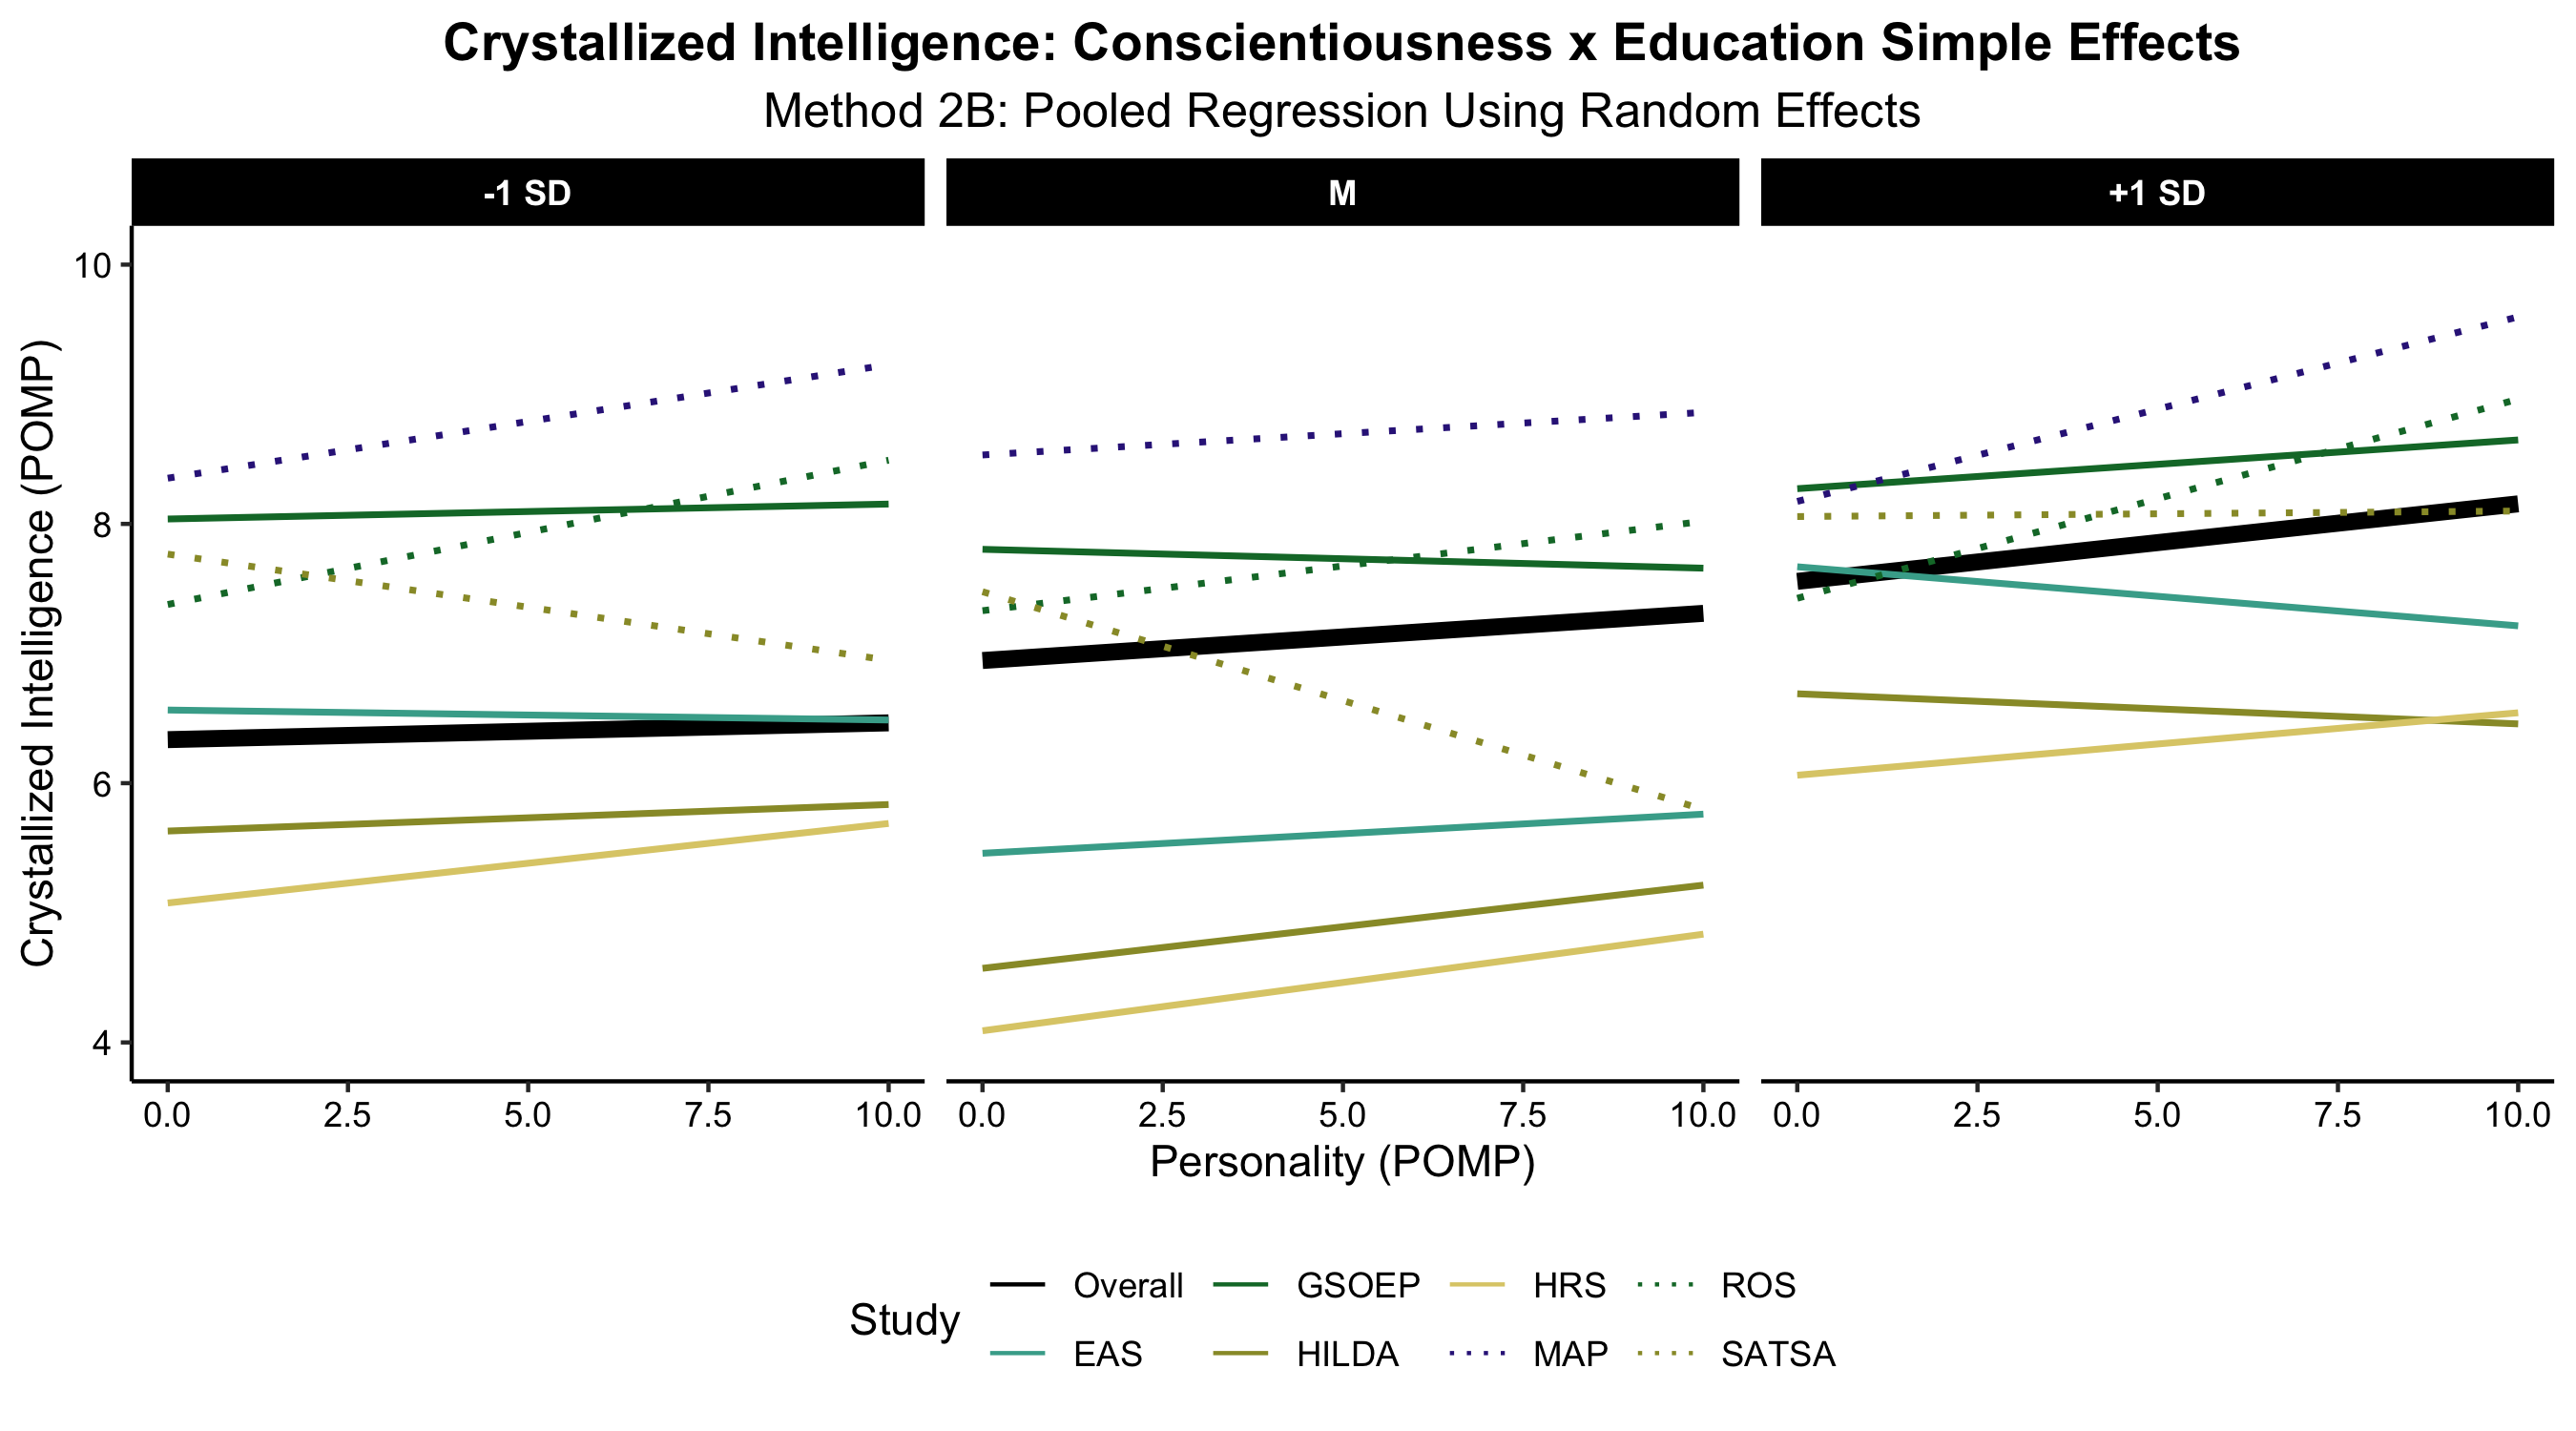 Crystallized Intelligence: Conscientiousness x Education Simple Effects
Method 2B: Pooled Regression Using Random Effects
-1 SD M +1 SD
Crystallized Intelligence (POMP)
10
8
6
4
0.0 2.5 5.0 7.5 10.0 0.0 2.5 5.0 7.5 10.0 0.0 2.5 5.0 7.5 10.0
Personality (POMP)
Study
Overall GSOEP HRS ROS
EAS HILDA MAP SATSA